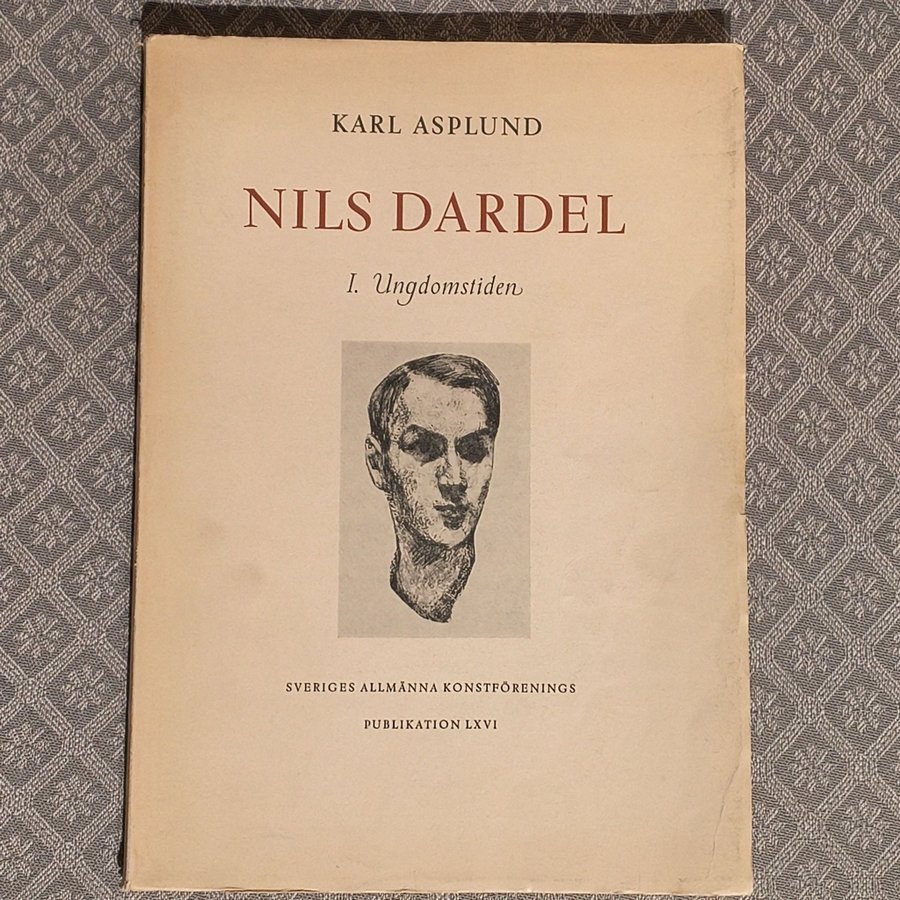 KARL ASPLUND
NILS DARDEL
I. Ungdomstiden
SVERIGES ALLMÄNNA KONSTFÖRENINGS
PUBLIKATION LXVI